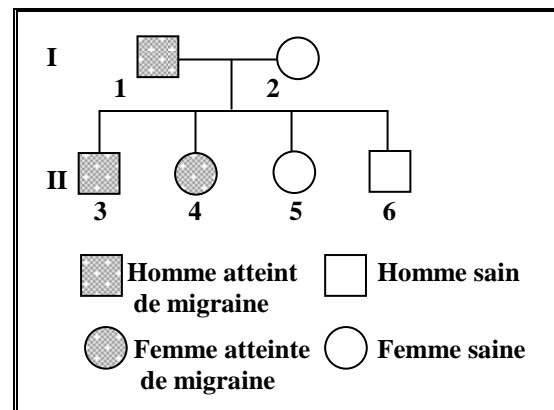 I
1 2
II
3 4 5 6
Homme atteint Homme sain
de migraine
Femme atteinte Femme saine
de migraine